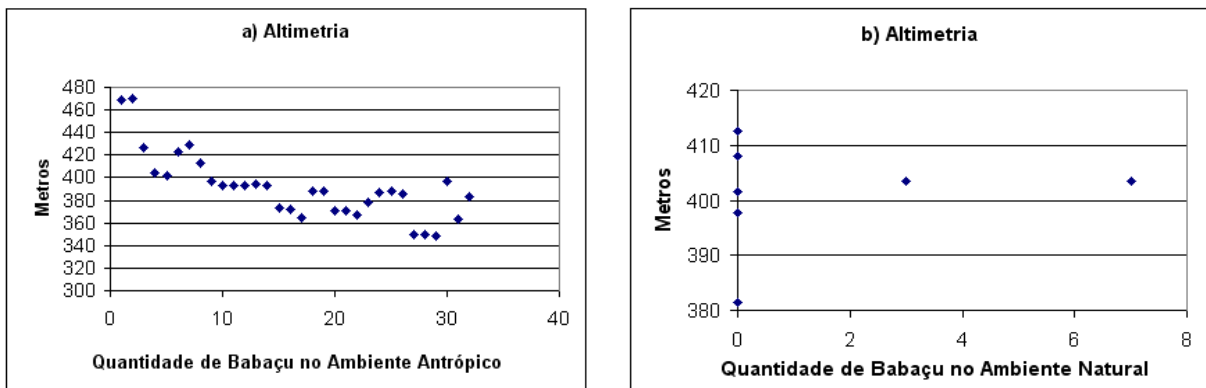 a) Altimetria
480
460
440
420
400
380
360
340
320
300
Metros
0 10 20 30 40
Quantidade de Babaçu no Ambiente Antrópico
b) Altimetria
420
410
400
390
380
Metros
0 2 4 6 8
Quantidade de Babaçu no Ambiente Natural